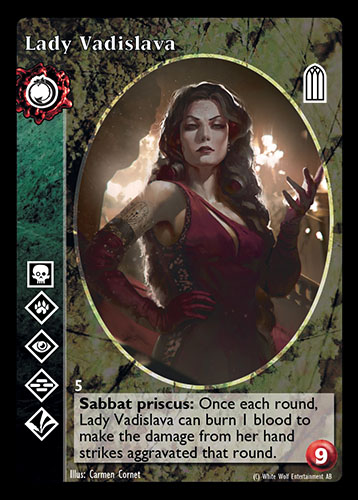 Lady Vadislava
5
Sabbat priscus: Once each round,
Lady Vadislava can burn 1 blood to
make the damage from her hand
strikes aggravated that round.
9
Illus: Carmen Cornet (C) White Wolf Entertainment AB